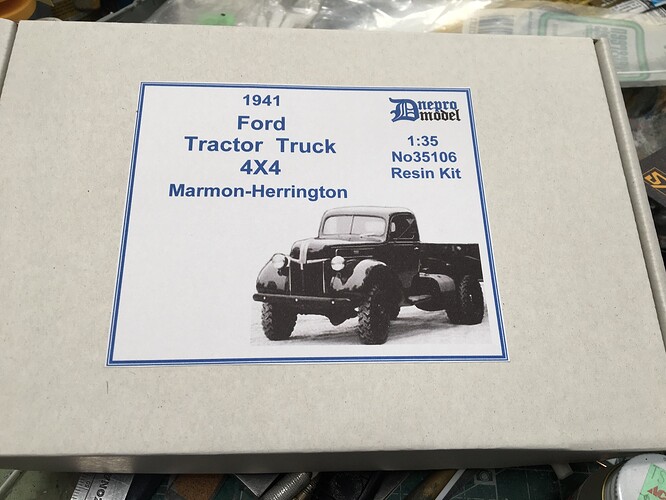 1941
Ford
Tractor Truck
4X4
Marmon-Herrington
Dnepro
model
1:35
No35106
Resin Kit